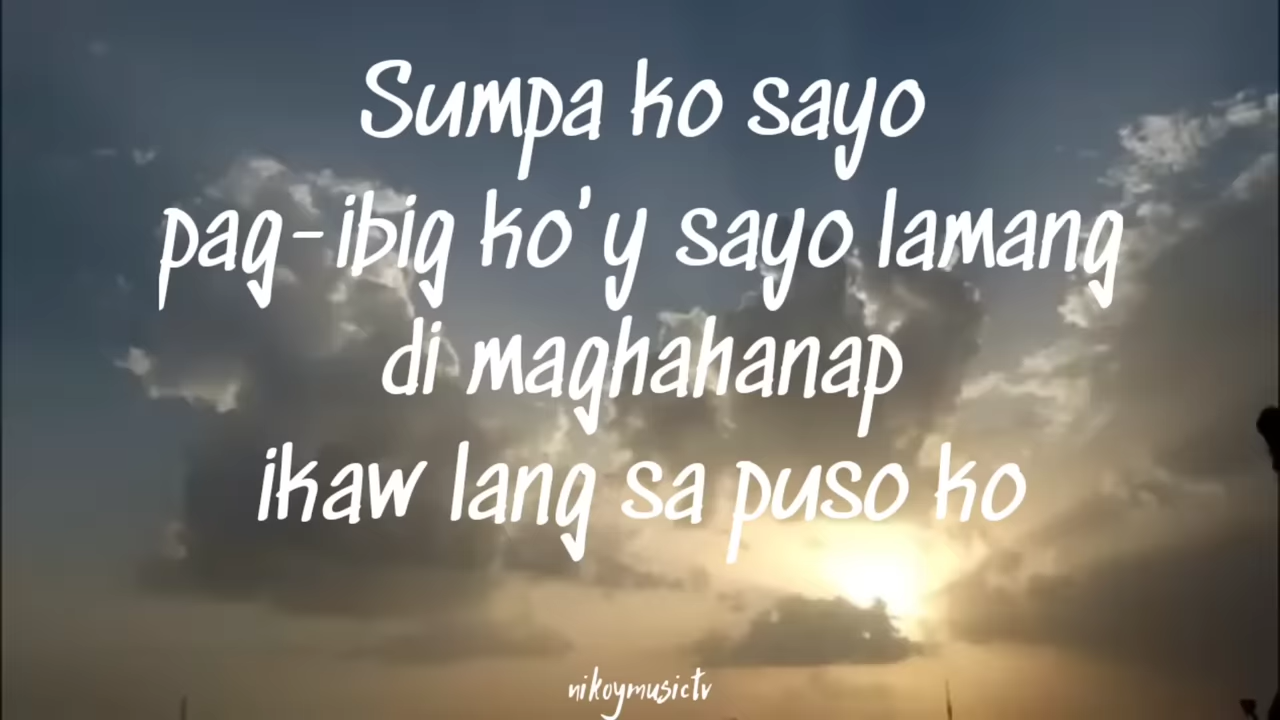 Sumpa ko sayo
pag-ibig ko'y sayo lamang
di maghahanap
ikaw lang sa puso ko
nikoymusictv